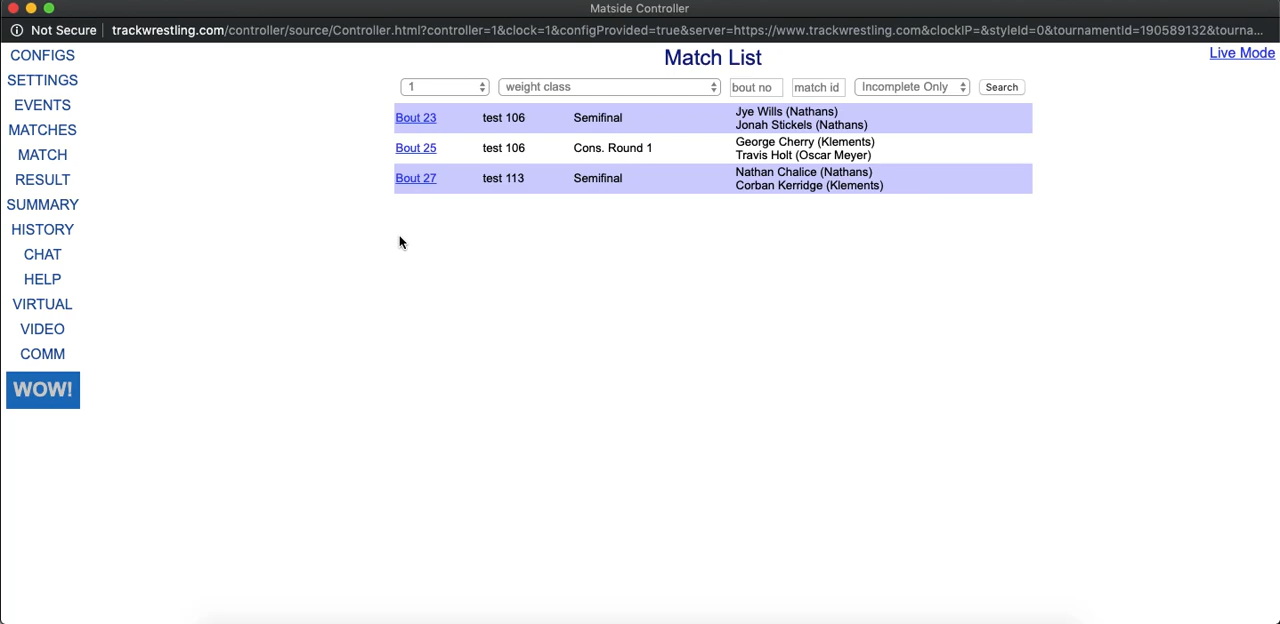 Matside Controller
Not Secure trackwrestling.com/controller/source/Controller.html?controller=1&clock=1&configProvided=true&server=https://www.trackwrestling.com&clockIP=&styleId=0&tournamentId=190589132&tourna...
Match List
Live Mode
1 weight class bout no match id Incomplete Only Search
Bout 23 test 106 Semifinal Jye Wills (Nathans)
Jonah Stickels (Nathans)
Bout 25 test 106 Cons. Round 1 George Cherry (Klements)
Travis Holt (Oscar Meyer)
Bout 27 test 113 Semifinal Nathan Chalice (Nathans)
Corban Kerridge (Klements)
CONFIGS
SETTINGS
EVENTS
MATCHES
MATCH
RESULT
SUMMARY
HISTORY
CHAT
HELP
VIRTUAL
VIDEO
COMM
WOW!